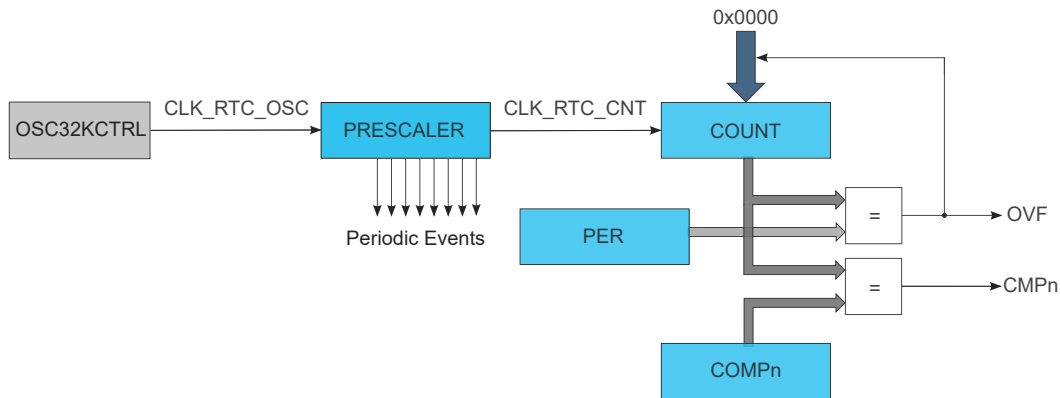 0x0000
CLK_RTC_OSC
CLK_RTC_CNT
OSC32KCTRL
PRESCALER
COUNT
Periodic Events
PER
=
OVF
=
CMPn
COMPn